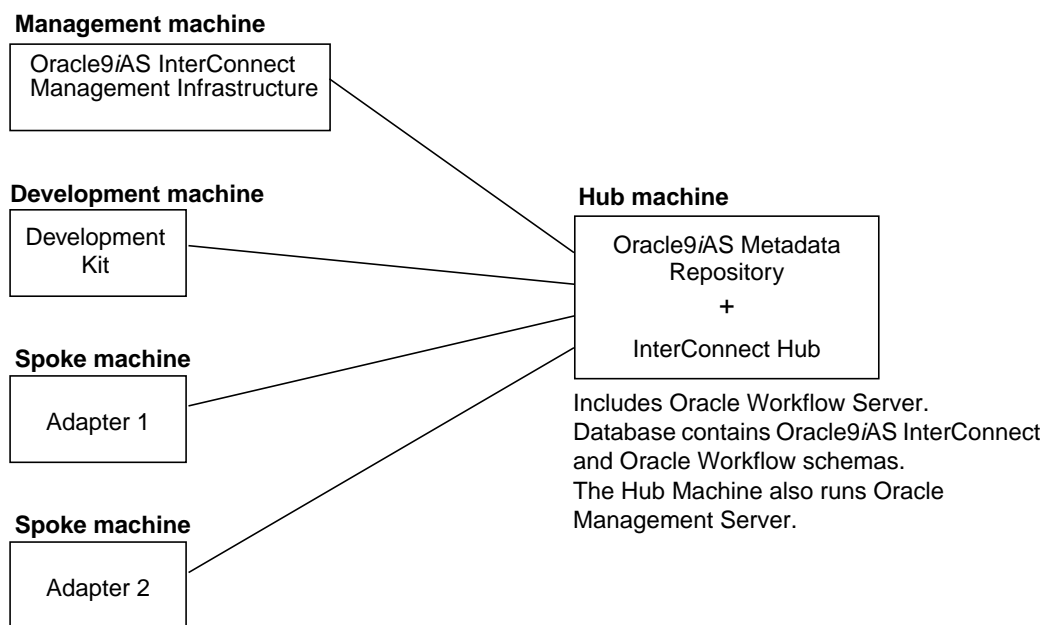 Management machine
Oracle9iAS InterConnect
Management Infrastructure
Development machine
Development
Kit
Spoke machine
Adapter 1
Spoke machine
Adapter 2
Hub machine
Oracle9iAS Metadata
Repository
+
InterConnect Hub
Includes Oracle Workflow Server.
Database contains Oracle9iAS InterConnect
and Oracle Workflow schemas.
The Hub Machine also runs Oracle
Management Server.